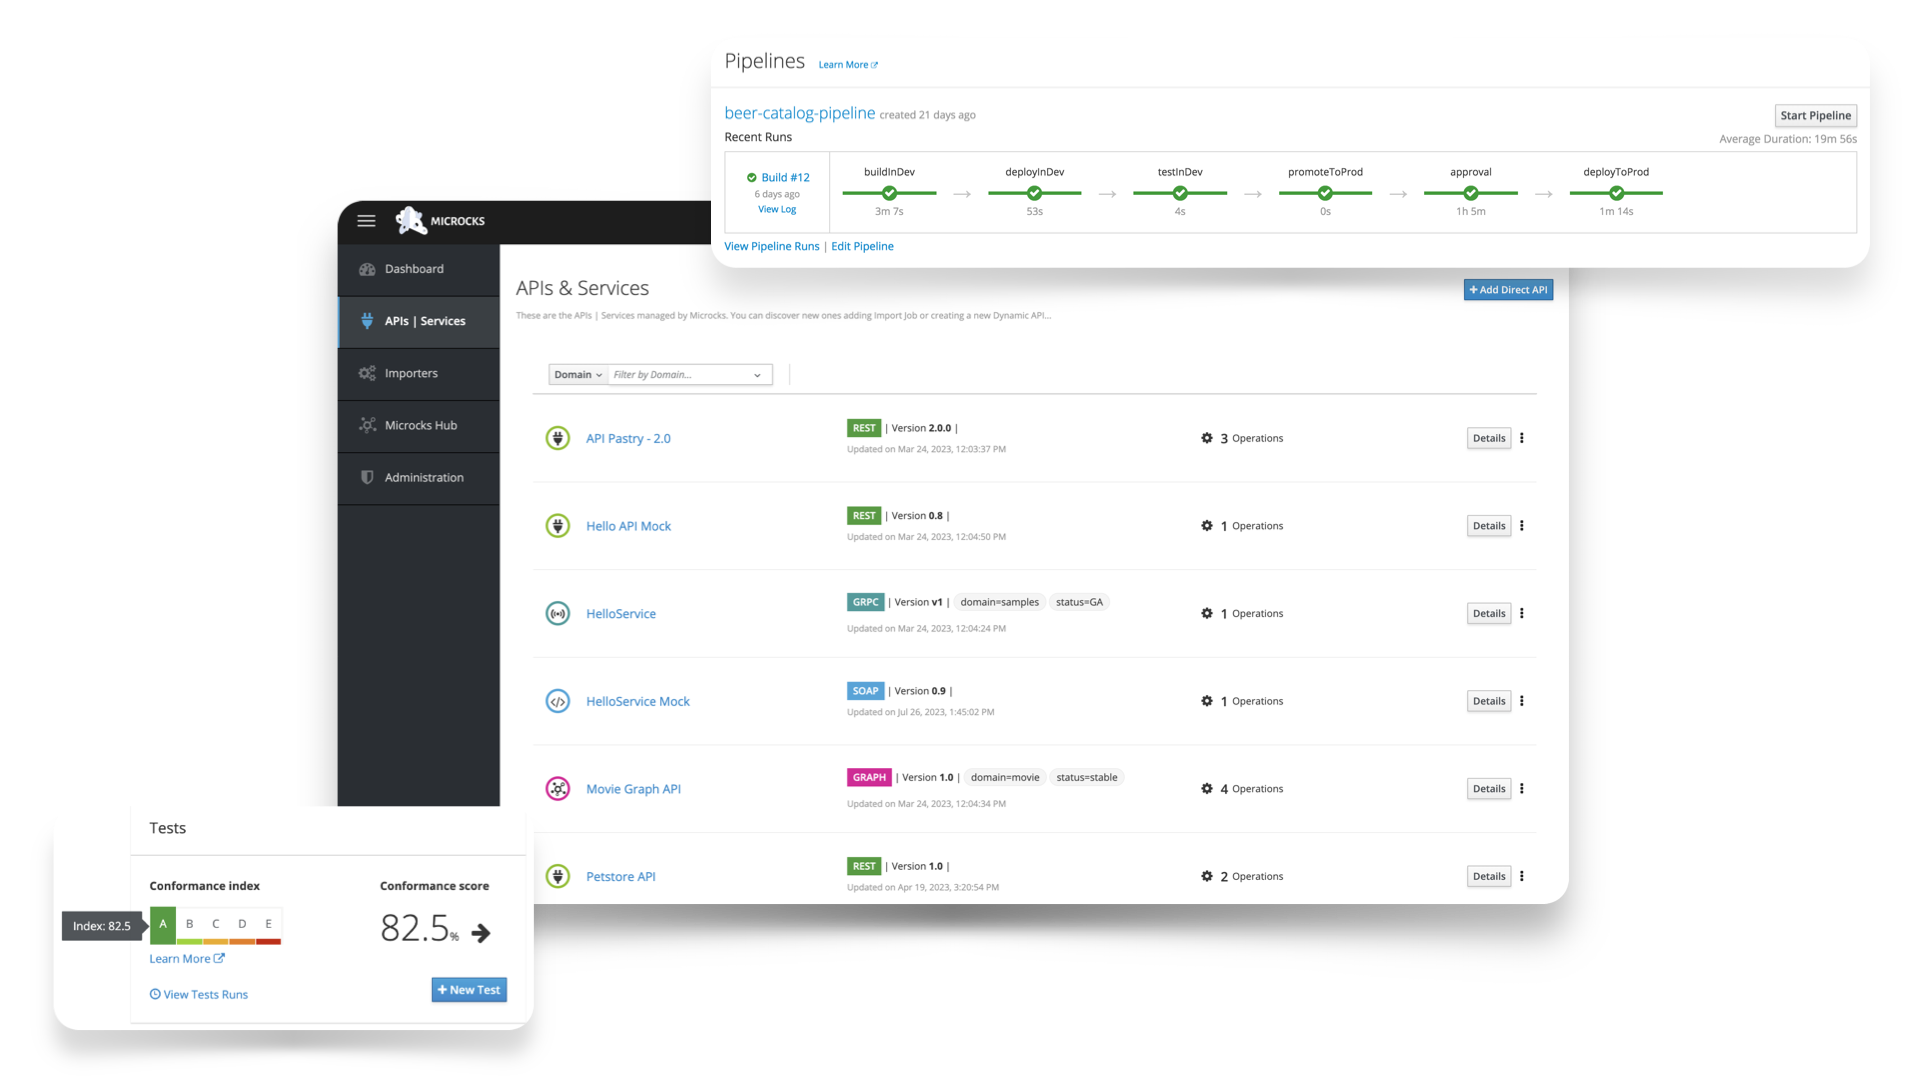 Pipelines Learn More
beer-catalog-pipeline created 21 days ago
Start Pipeline
Recent Runs
Average Duration: 19m 56s
Build #12
6 days ago
View Log
buildInDev
3m 7s
deployInDev
53s
testInDev
4s
promoteToProd
0s
approval
1h 5m
deployToProd
1m 14s
View Pipeline Runs | Edit Pipeline
MICROCKS
Dashboard
APIs | Services
Importers
Microcks Hub
Administration
APIs & Services
+ Add Direct API
These are the APIs | Services managed by Microcks. You can discover new ones adding Import Job or creating a new Dynamic API...
Domain Filter by Domain...
API Pastry - 2.0
REST | Version 2.0.0 |
Updated on Mar 24, 2023, 12:03:37 PM
3 Operations
Details
Hello API Mock
REST | Version 0.8 |
Updated on Mar 24, 2023, 12:04:50 PM
1 Operations
Details
HelloService
GRPC | Version v1 | domain=samples status=GA
Updated on Mar 24, 2023, 12:04:24 PM
1 Operations
Details
HelloService Mock
SOAP | Version 0.9 |
Updated on Jul 26, 2023, 1:45:02 PM
1 Operations
Details
Movie Graph API
GRAPH | Version 1.0 | domain=movie status=stable
Updated on Mar 24, 2023, 12:04:34 PM
4 Operations
Details
Petstore API
REST | Version 1.0 |
Updated on Apr 19, 2023, 3:20:54 PM
2 Operations
Details
Tests
Conformance index
Index: 82.5
A B C D E
Learn More
View Tests Runs
Conformance score
82.5%
+ New Test